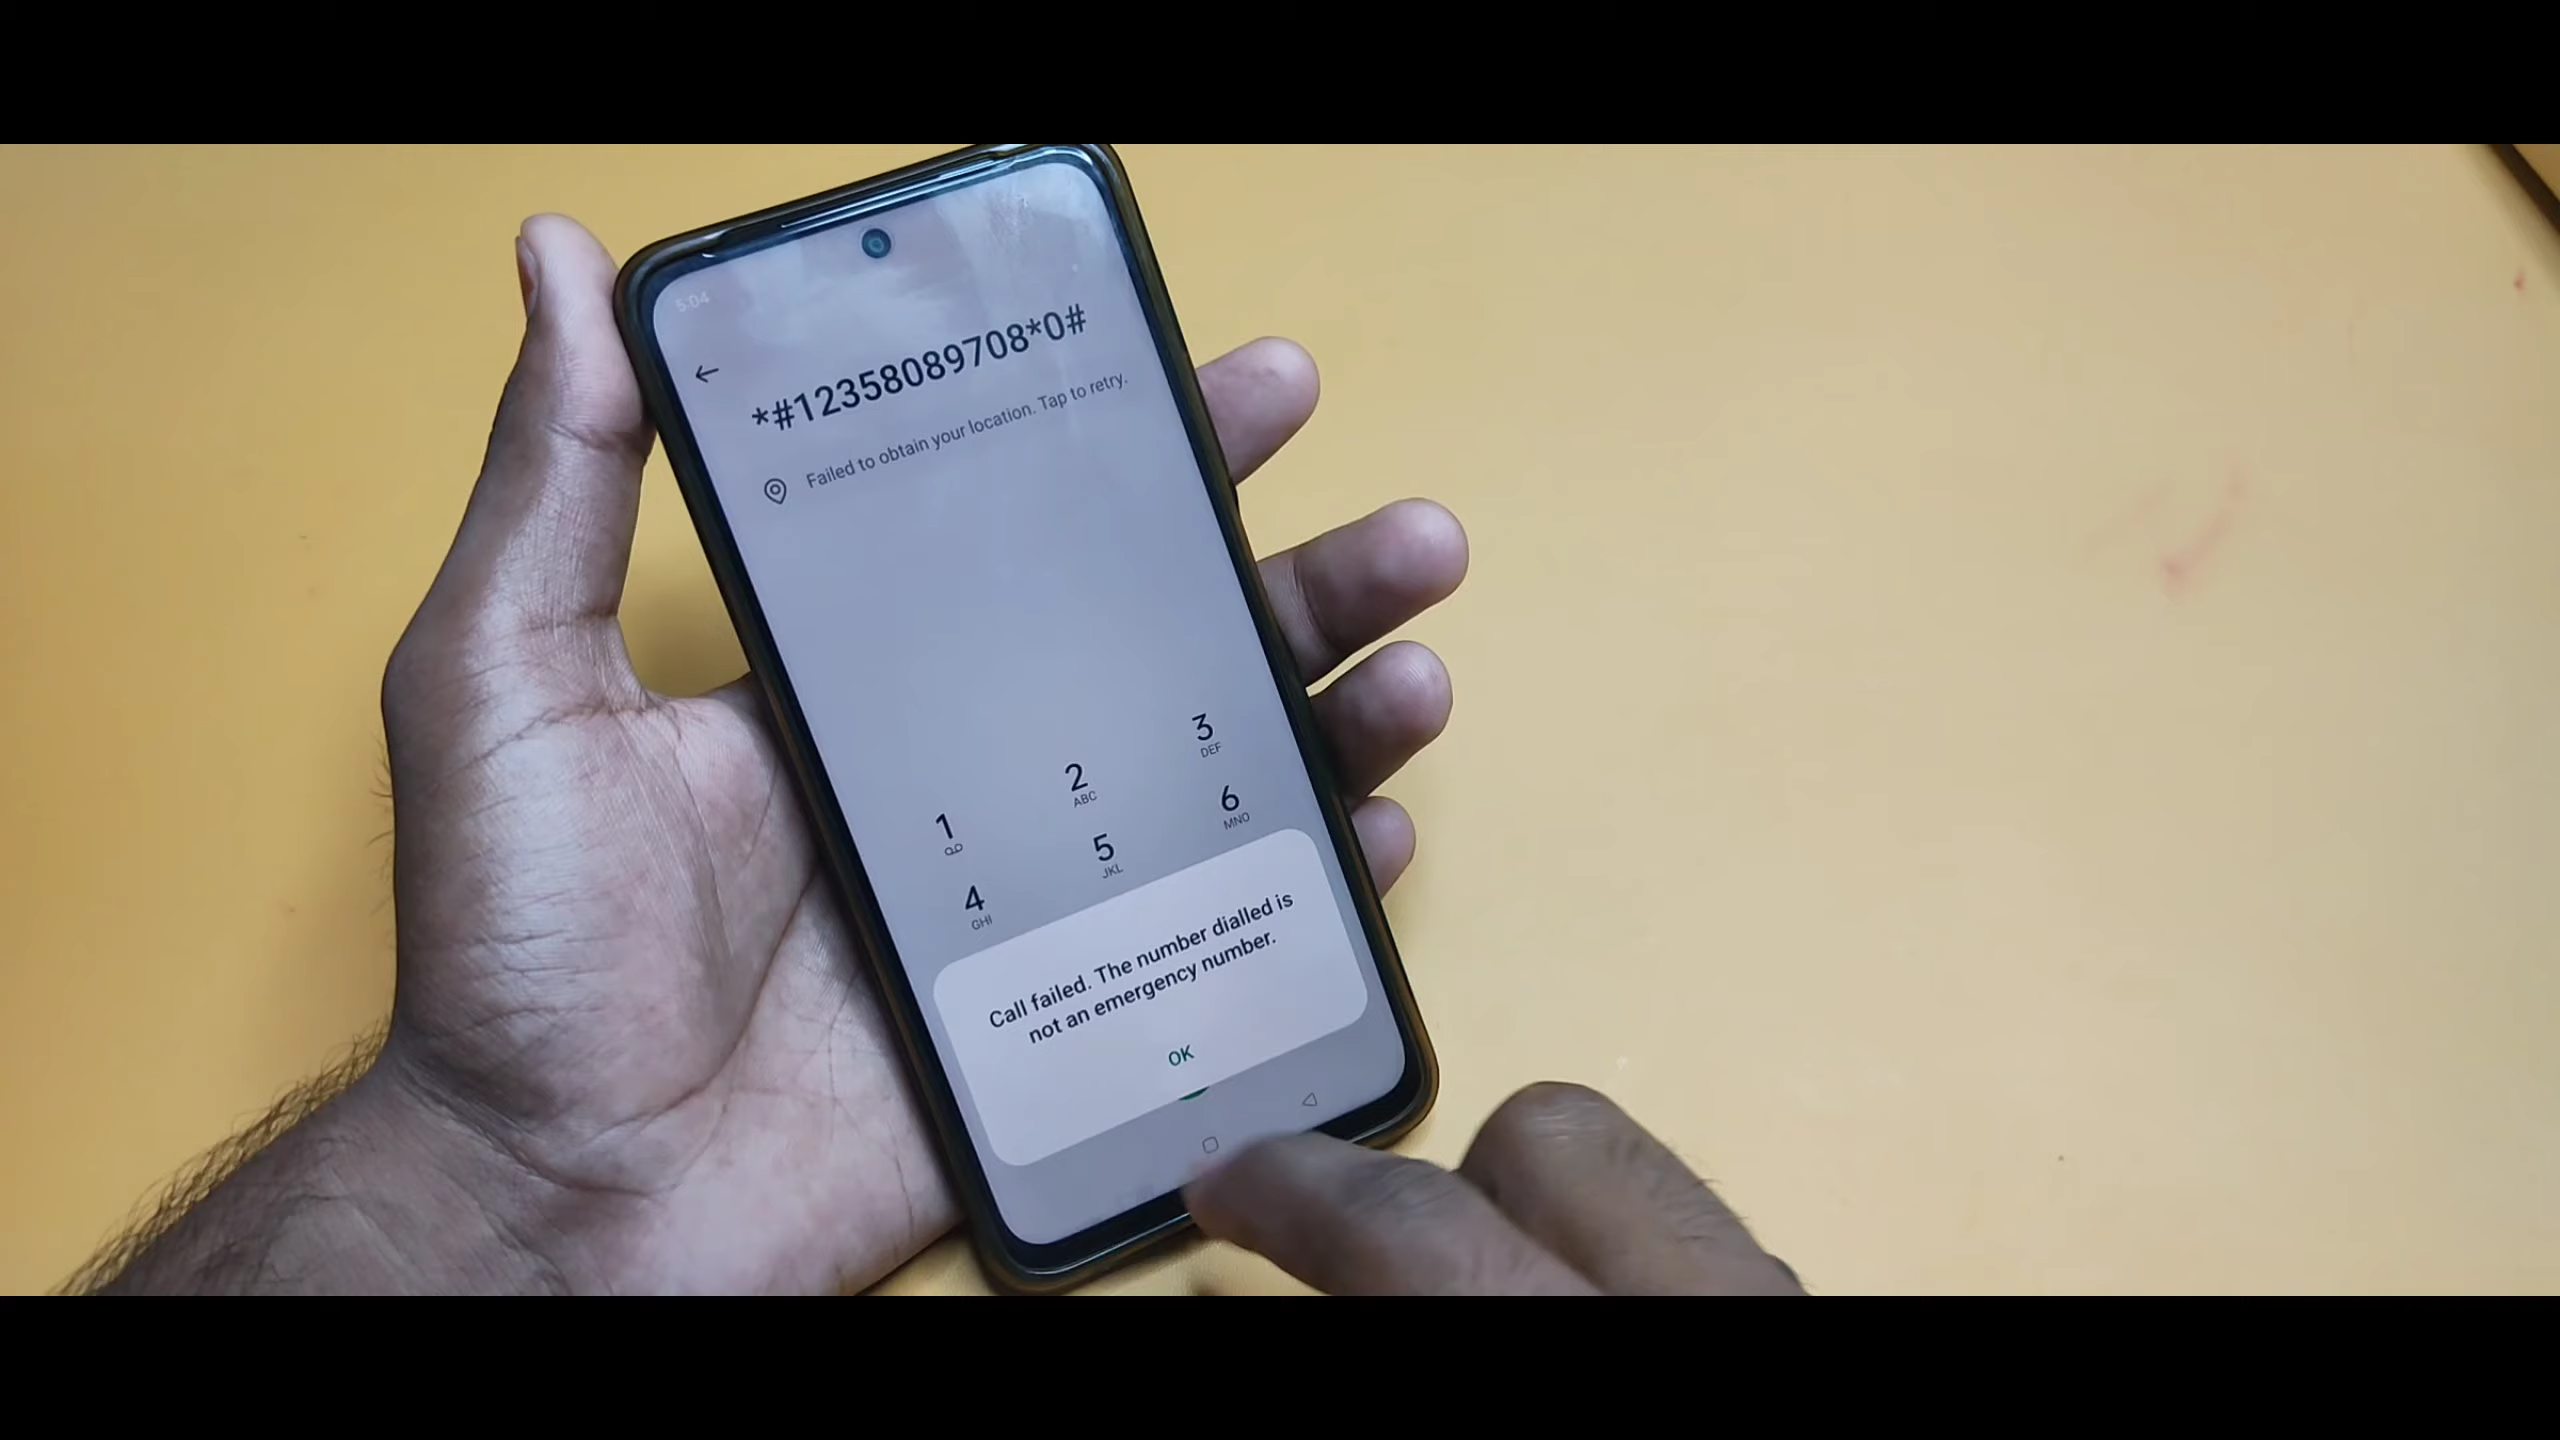 5:04
*#12358089708*0#
Failed to obtain your location. Tap to retry.
1
2
ABC
3
DEF
4
GHI
5
JKL
6
MNO
Call failed. The number dialled is
not an emergency number.
OK